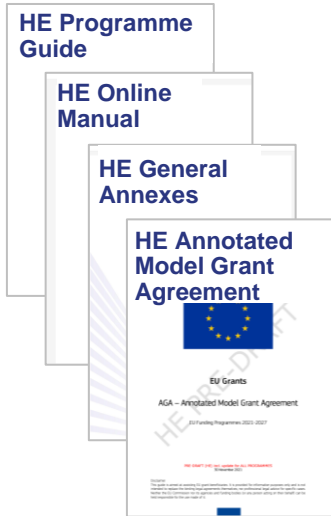 HE Programme
Guide
HE Online
Manual
HE General
Annexes
HE Annotated
Model Grant
Agreement
HE PRE-DRAFT
EU Grants
AGA – Annotated Model Grant Agreement
EU Funding Programmes 2021-2027